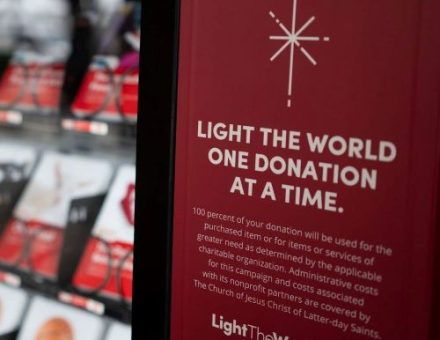 LIGHT THE WORLD
ONE DONATION
AT A TIME.
100 percent of your donation will be used for the
purchased item or for items or services of
greater need as determined by the applicable
charitable organization. Administrative costs
for this campaign and costs associated
with its nonprofit partners are covered by
The Church of Jesus Christ of Latter-day Saints.
LightTheW